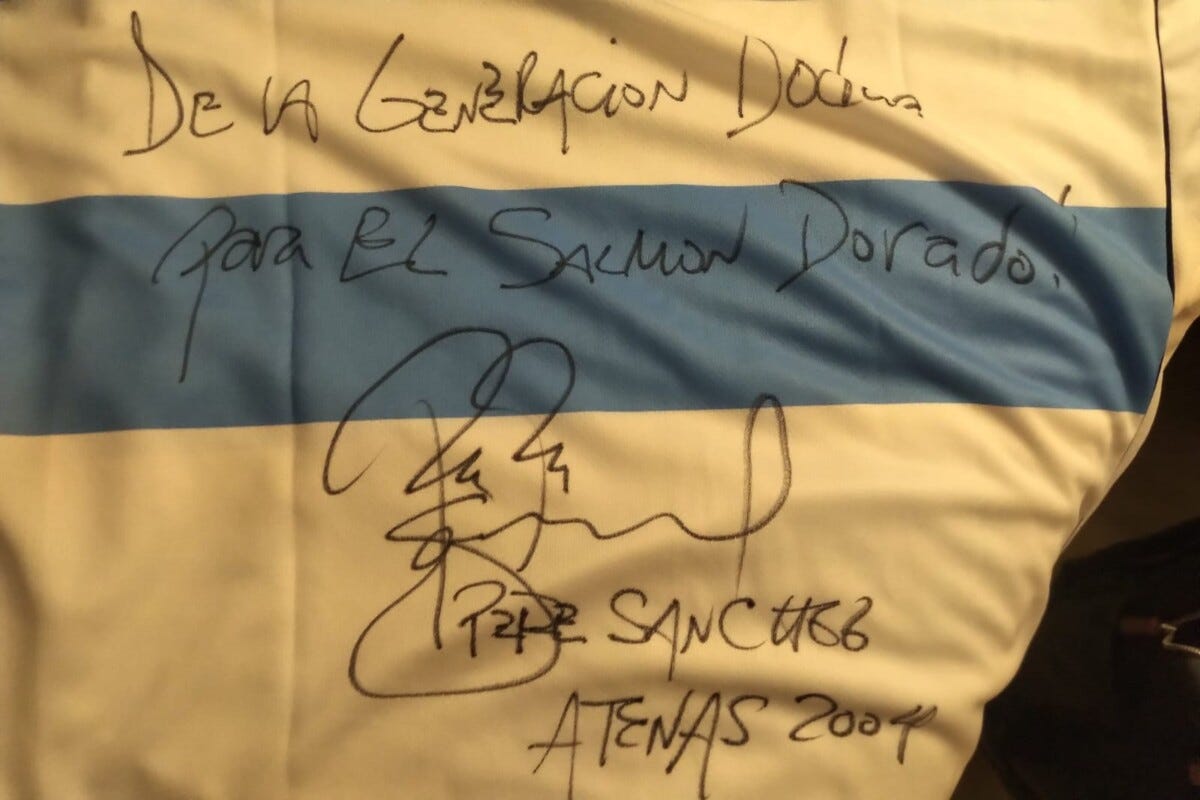 DE LA GENERACION DORADA
para EL SALMON Dorado!
PEPE SANCHEZ
ATENAS 2004